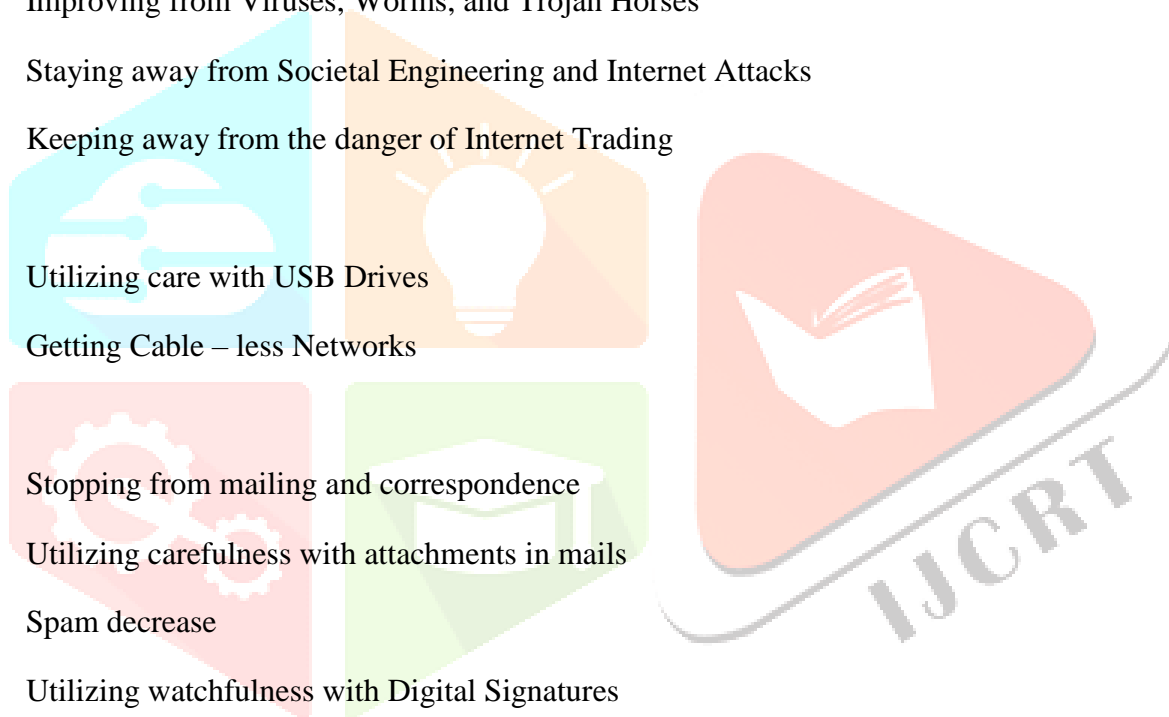 Improving from Viruses, Worms, and Trojan Horses
Staying away from Societal Engineering and Internet Attacks
Keeping away from the danger of Internet Trading
Utilizing care with USB Drives
Getting Cable – less Networks
Stopping from mailing and correspondence
Utilizing carefulness with attachments in mails
Spam decrease
Utilizing watchfulness with Digital Signatures
IJCRT